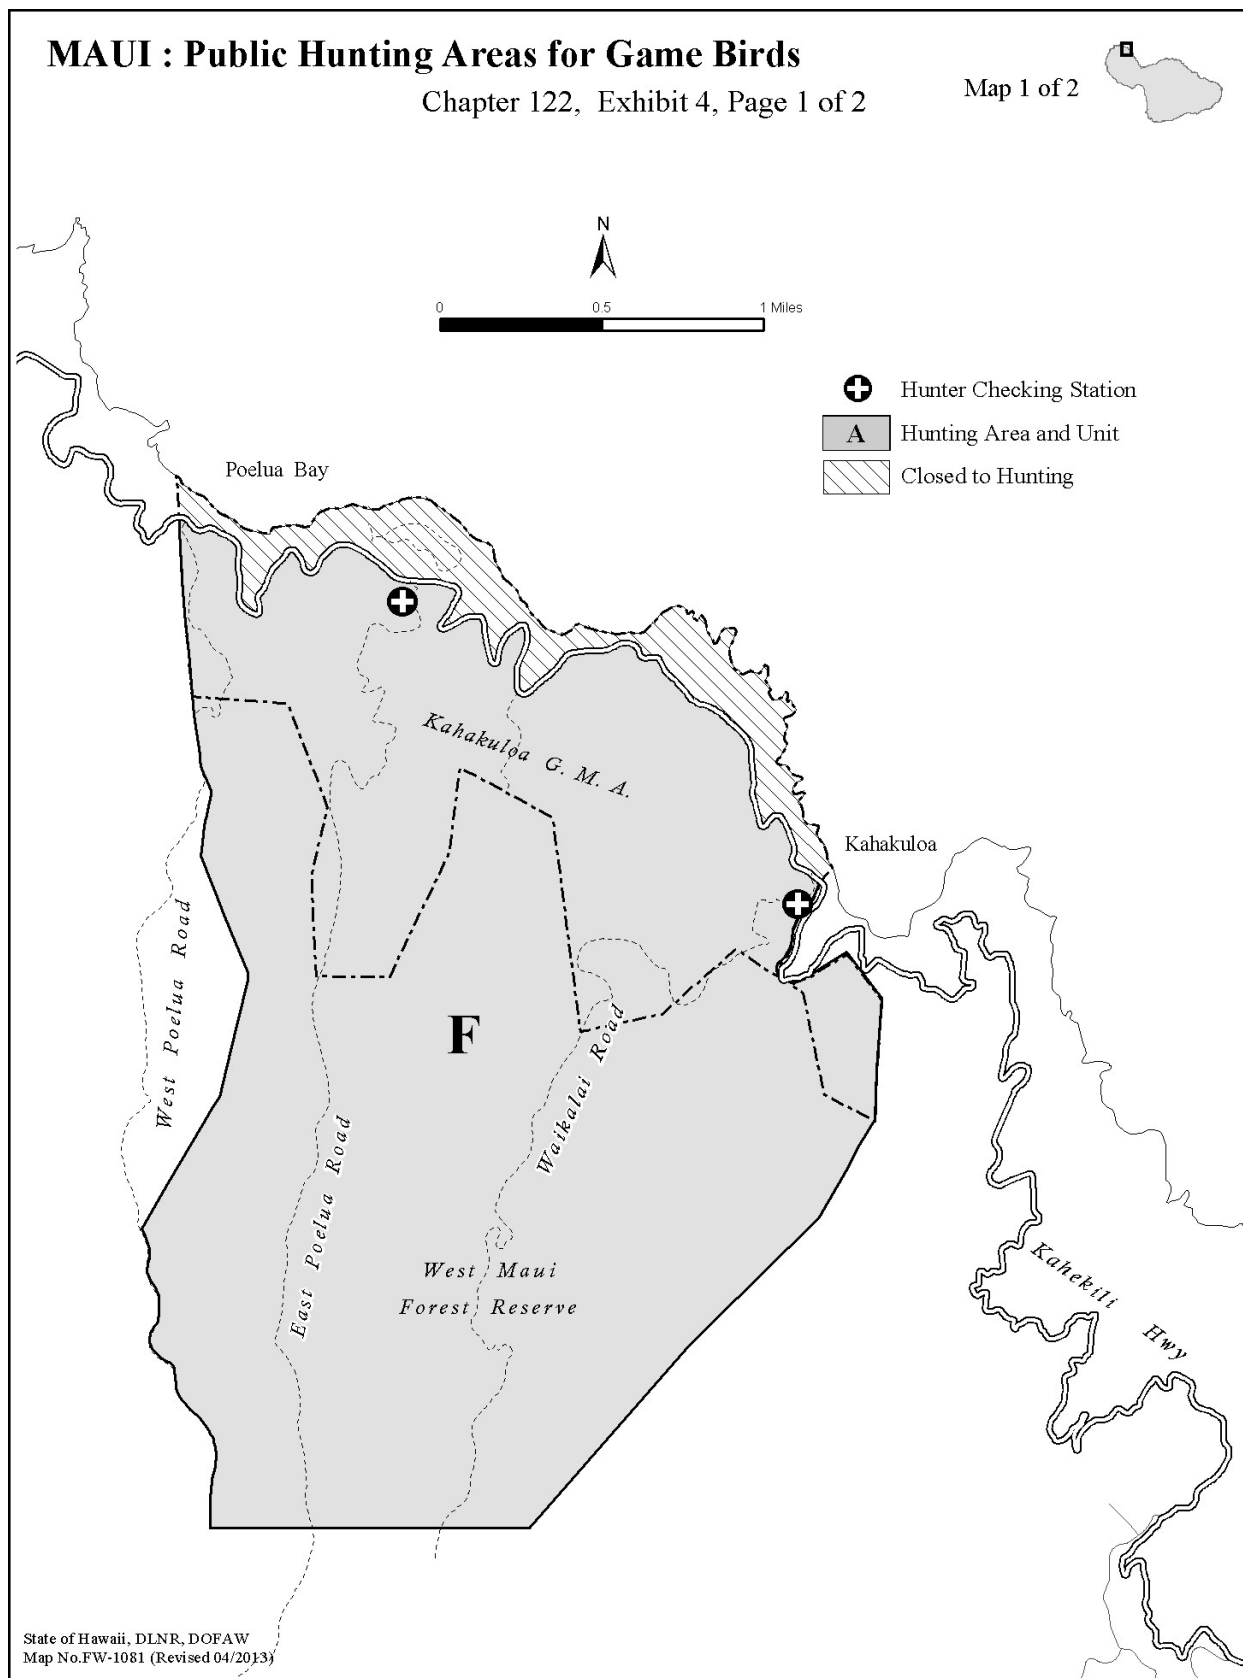 MAUI : Public Hunting Areas for Game Birds
Chapter 122, Exhibit 4, Page 1 of 2
Map 1 of 2
N
0 0.5 1 Miles
Hunter Checking Station
A Hunting Area and Unit
Closed to Hunting
Poelua Bay
Kahakuloa G. M. A.
Kahakuloa
West Poelua Road
F
Waikalai Road
East Poelua Road
West Maui
Forest Reserve
Kahekili Hwy
State of Hawaii, DLNR, DOFAW
Map No.FW-1081 (Revised 04/2013)